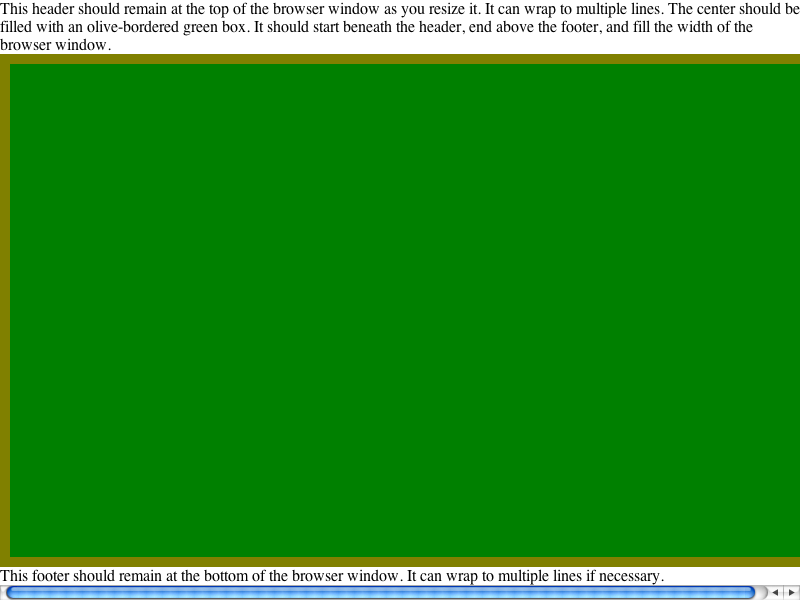 This header should remain at the top of the browser window as you resize it. It can wrap to multiple lines. The center should be
filled with an olive-bordered green box. It should start beneath the header, end above the footer, and fill the width of the
browser window.
This footer should remain at the bottom of the browser window. It can wrap to multiple lines if necessary.